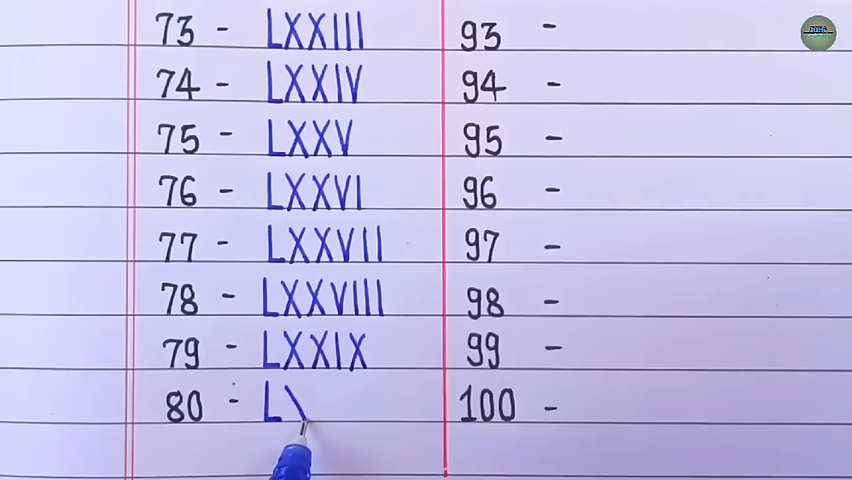 73 - LXXIII
74 - LXXIV
75 - LXXV
76 - LXXVI
77 - LXXVII
78 - LXXVIII
79 - LXXIX
80 - L\
93 -
94 -
95 -
96 -
97 -
98 -
99 -
100 -